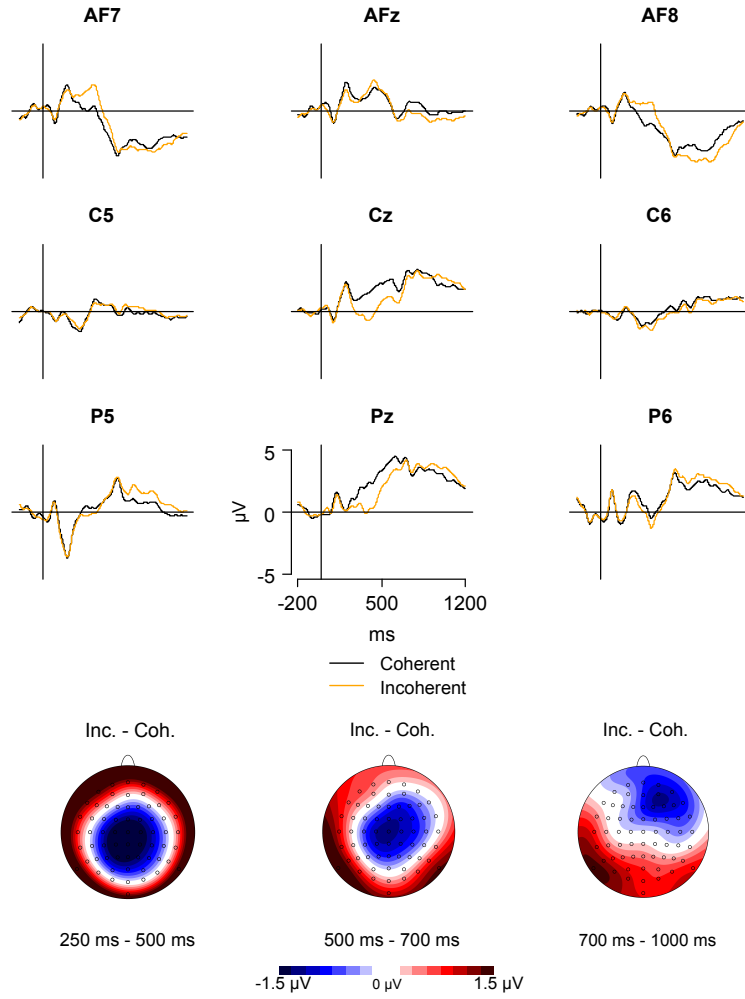 AF7 AFz AF8
C5 Cz C6
P5 Pz P6
5
0
-5
µV
-200 500 1200
ms
Coherent
Incoherent
Inc. - Coh. Inc. - Coh. Inc. - Coh.
250 ms - 500 ms 500 ms - 700 ms 700 ms - 1000 ms
-1.5 µV 0 µV 1.5 µV